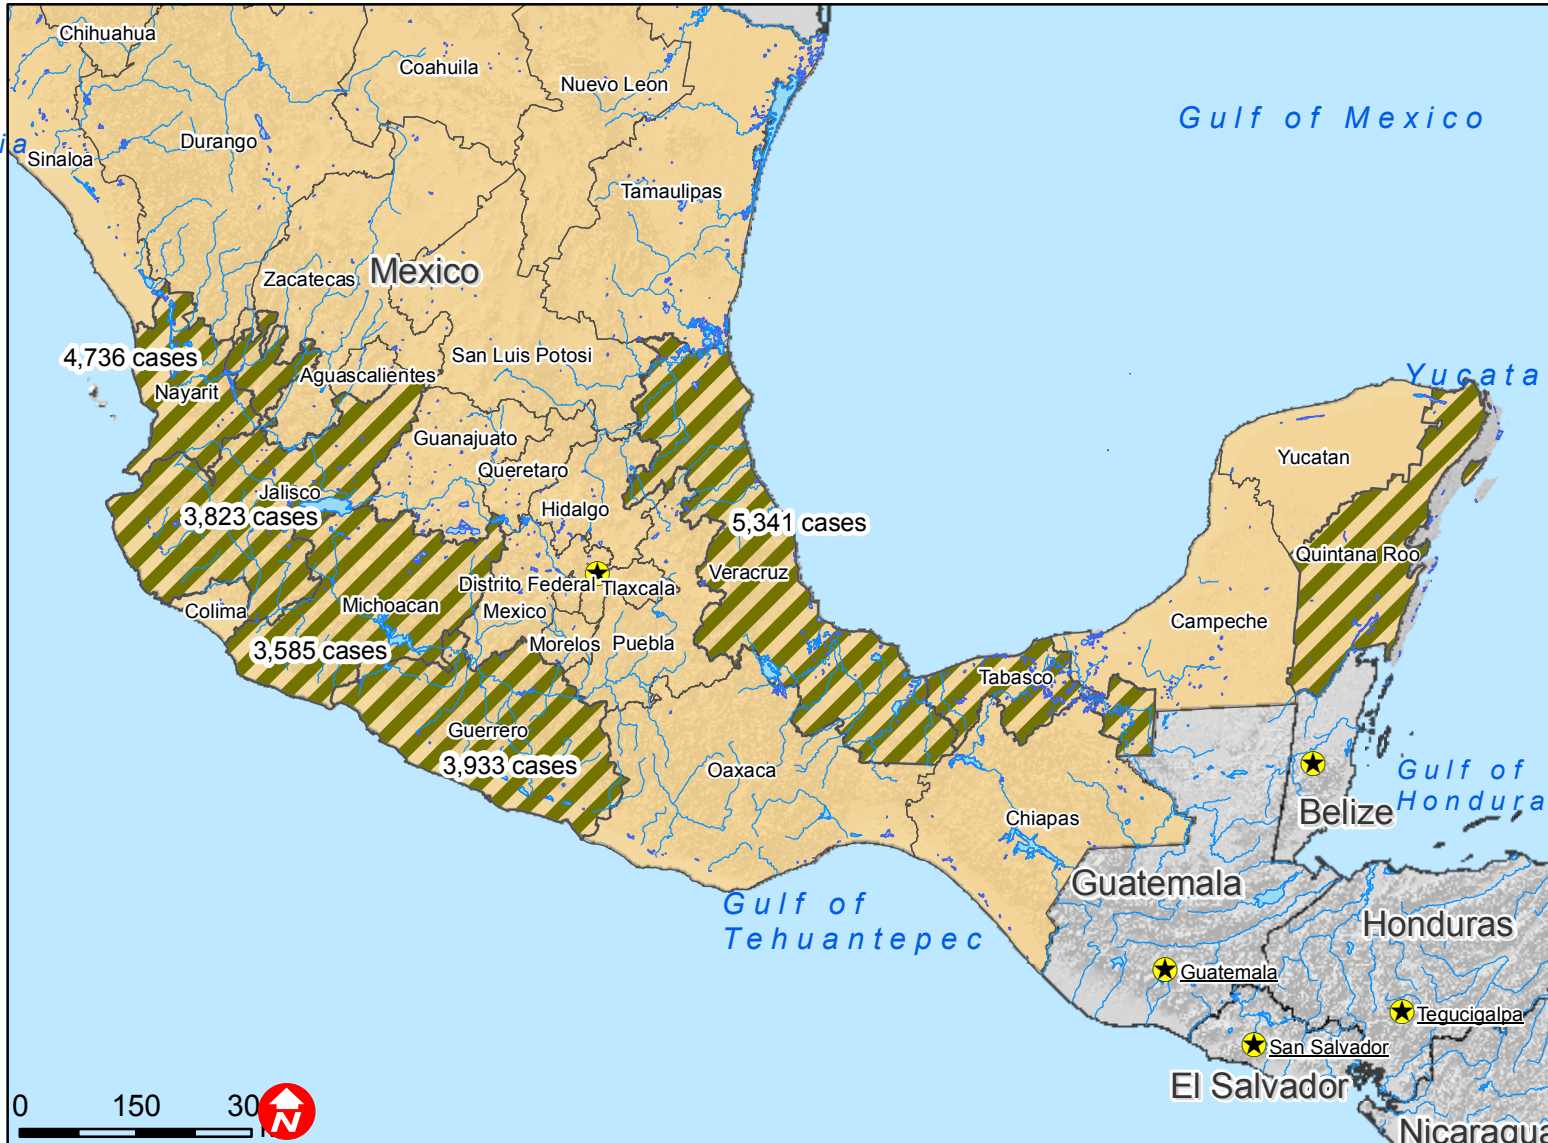 Chihuahua
Coahuila
Nuevo Leon
Gulf of Mexico
Durango
ia
Sinaloa
Tamaulipas
Zacatecas
Mexico
4,736 cases
San Luis Potosi
Aguascalientes
Nayarit
Yucata
Guanajuato
Queretaro
Yucatan
Jalisco
3,823 cases
Hidalgo
5,341 cases
Quintana Roo
Distrito Federal
Tlaxcala
Veracruz
Colima
Michoacan
Mexico
Campeche
3,585 cases
Morelos
Puebla
Tabasco
Guerrero
3,933 cases
Oaxaca
Gulf of
Hondura
Belize
Chiapas
Guatemala
Gulf of
Tehuantepec
Honduras
Guatemala
Tegucigalpa
San Salvador
El Salvador
0 150 30
N
Nicaragua